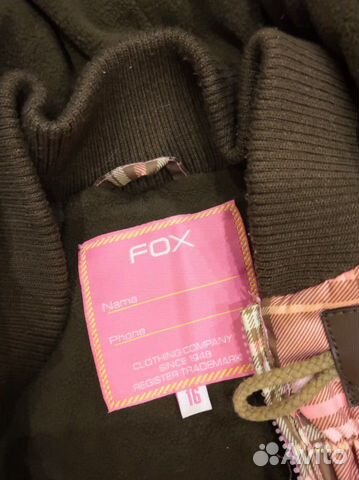 FOX
Name
Phone
CLOTHING COMPANY
SINCE 1948
REGISTER TRADEMARK
16
Avito